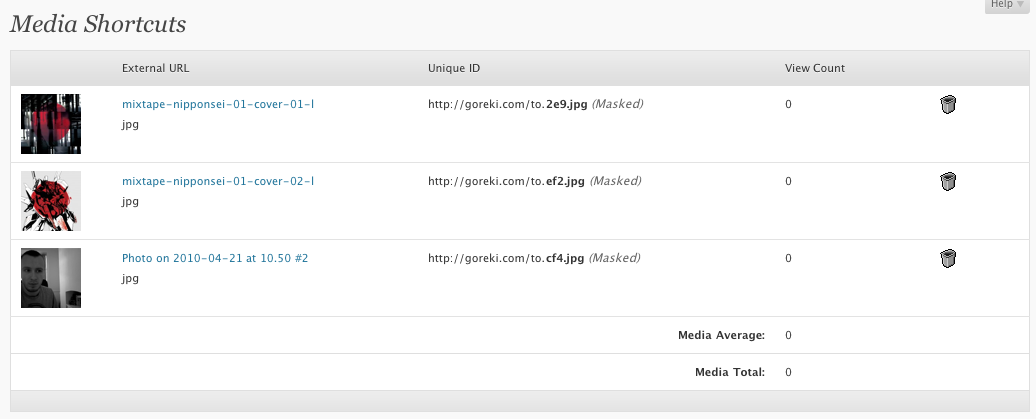 Help
Media Shortcuts
External URL Unique ID View Count
mixtape-nipponsei-01-cover-01-l http://goreki.com/to.2e9.jpg (Masked) 0
jpg
mixtape-nipponsei-01-cover-02-l http://goreki.com/to.ef2.jpg (Masked) 0
jpg
Photo on 2010-04-21 at 10.50 #2 http://goreki.com/to.cf4.jpg (Masked) 0
jpg
Media Average: 0
Media Total: 0